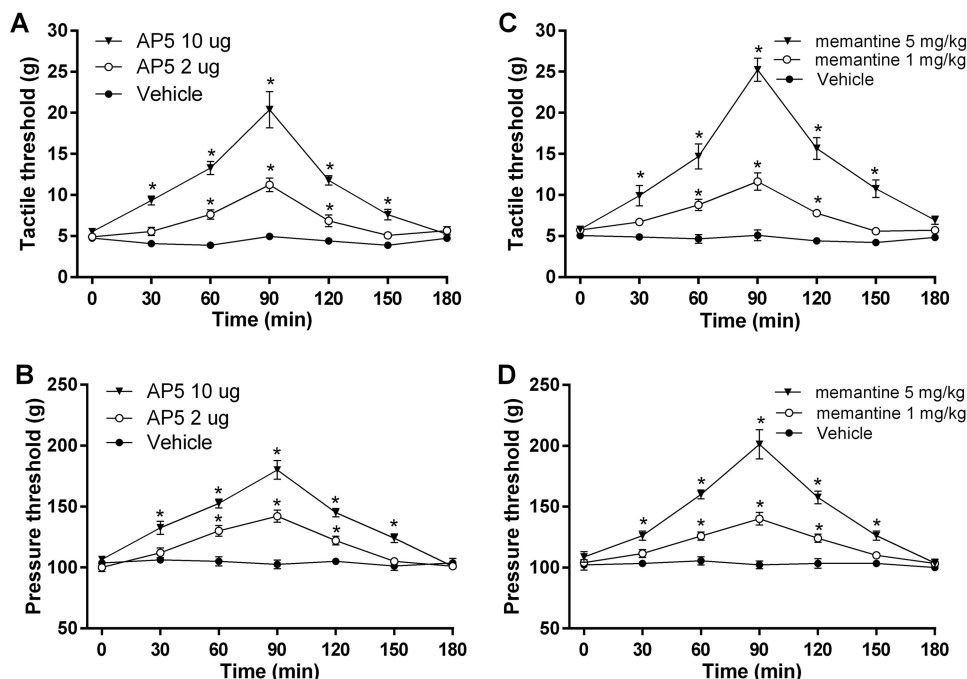 A
AP5 10 ug
AP5 2 ug
Vehicle
Tactile threshold (g)
30
25
20
15
10
5
0
* * * * *
* * *
0 30 60 90 120 150 180
Time (min)
C
memantine 5 mg/kg
memantine 1 mg/kg
Vehicle
Tactile threshold (g)
30
25
20
15
10
5
0
* * * * *
* * *
0 30 60 90 120 150 180
Time (min)
B
AP5 10 ug
AP5 2 ug
Vehicle
Pressure threshold (g)
250
200
150
100
50
* * * * *
* * *
0 30 60 90 120 150 180
Time (min)
D
memantine 5 mg/kg
memantine 1 mg/kg
Vehicle
Pressure threshold (g)
250
200
150
100
50
* * * * *
* * *
0 30 60 90 120 150 180
Time (min)